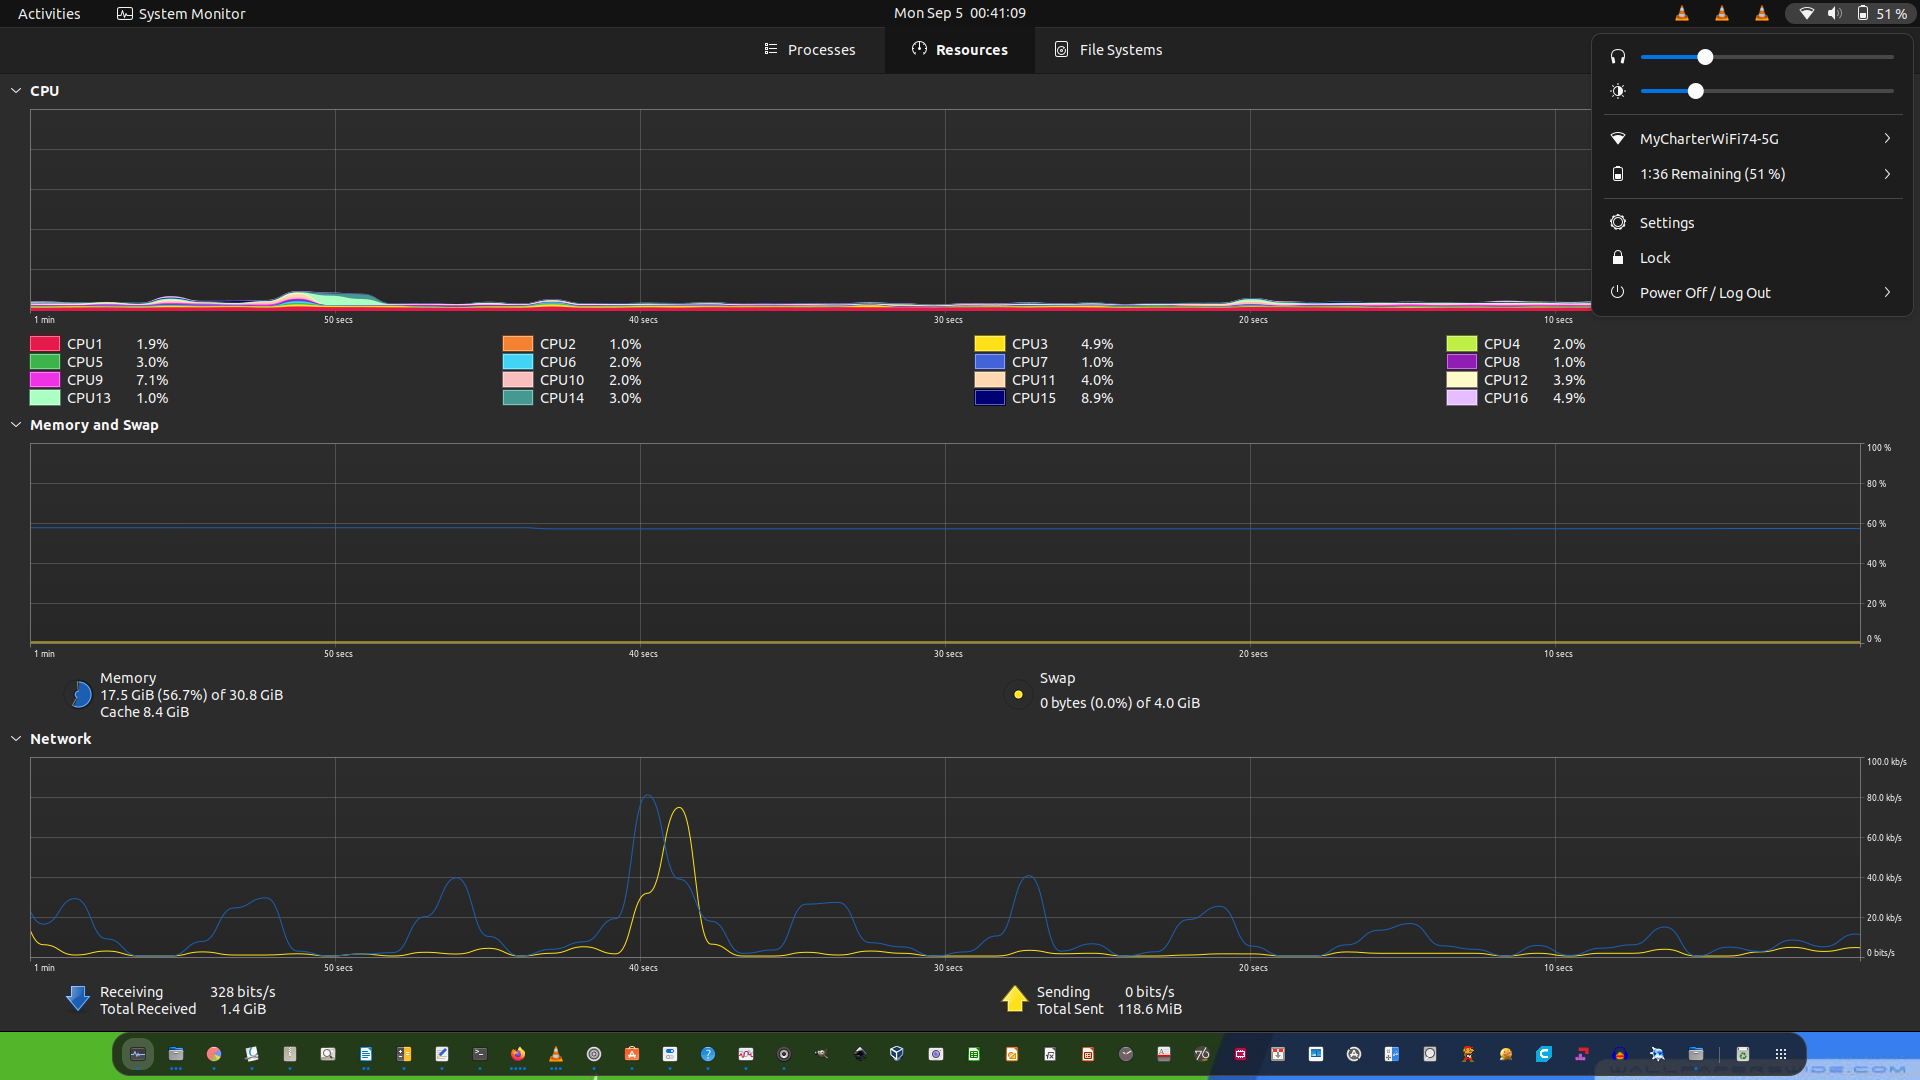 Activities System Monitor Mon Sep 5 00:41:09 51 %
Processes Resources File Systems
CPU
1 min 50 secs 40 secs 30 secs 20 secs 10 secs
MyCharterWiFi74-5G
1:36 Remaining (51 %)
Settings
Lock
Power Off / Log Out
CPU1 1.9% CPU2 1.0% CPU3 4.9% CPU4 2.0%
CPU5 3.0% CPU6 2.0% CPU7 1.0% CPU8 1.0%
CPU9 7.1% CPU10 2.0% CPU11 4.0% CPU12 3.9%
CPU13 1.0% CPU14 3.0% CPU15 8.9% CPU16 4.9%
Memory and Swap
100 %
80 %
60 %
40 %
20 %
0 %
1 min 50 secs 40 secs 30 secs 20 secs 10 secs
Memory
17.5 GiB (56.7%) of 30.8 GiB
Cache 8.4 GiB
Swap
0 bytes (0.0%) of 4.0 GiB
Network
100.0 kb/s
80.0 kb/s
60.0 kb/s
40.0 kb/s
20.0 kb/s
0 bits/s
1 min 50 secs 40 secs 30 secs 20 secs 10 secs
Receiving 328 bits/s
Total Received 1.4 GiB
Sending 0 bits/s
Total Sent 118.6 MiB
76